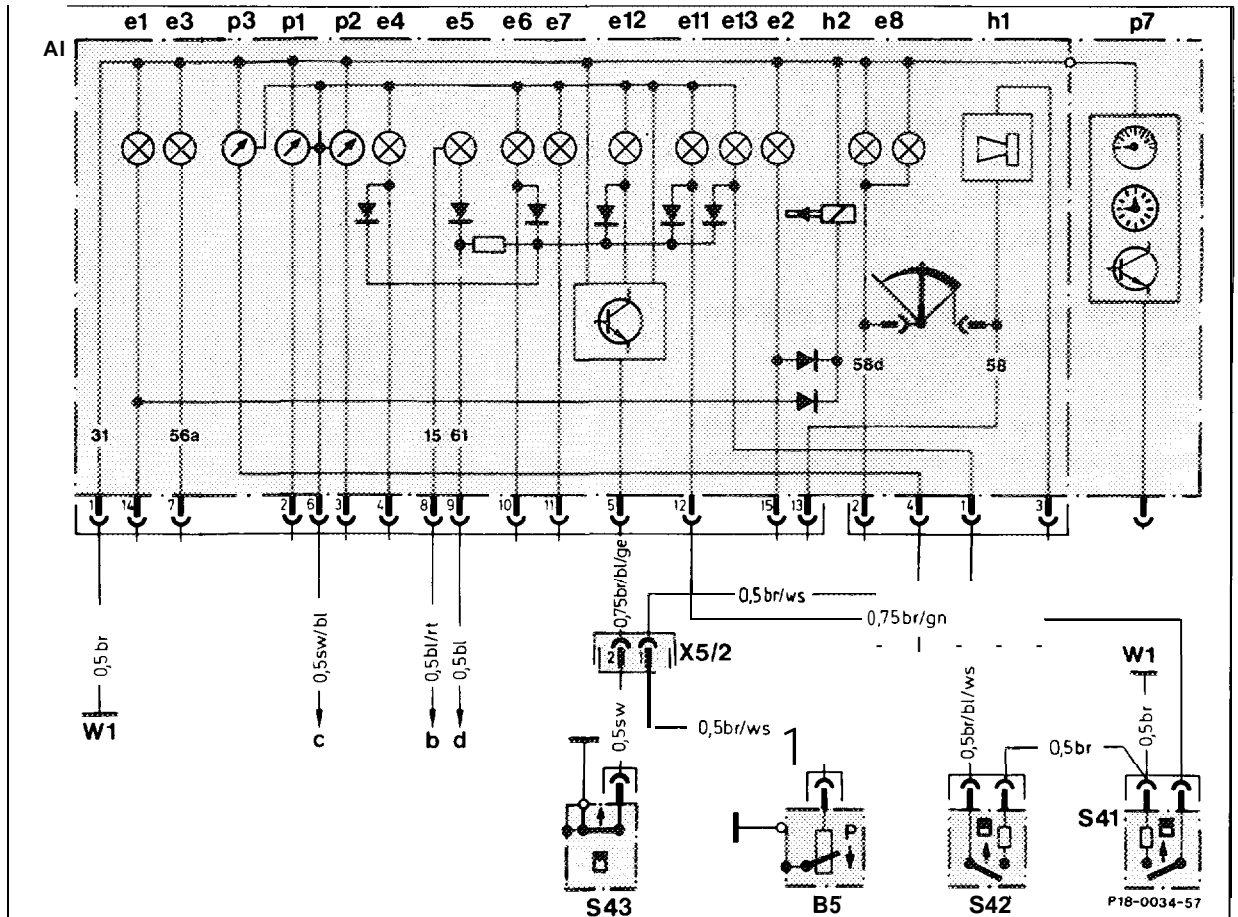 e1 e3 p3 p1 p2 e4 e5 e6 e7 e12 e11 e13 e2 h2 e8 h1 p7
AI
58d 58
31 56a 15 61
1 14 7 2 6 3 4 8 9 10 11 5 12 15 13 2 4 1 3
0,5br
0,5sw/bl
0,5bl/rt
0,5bl
0,75br/bl/ge
0,5br/ws
0,75br/gn
2 1 X5/2
W1
W1
c b d
0,5sw
0,5br/ws
0,5br/bl/ws
0,5br
0,5br
S41
P
S43 B5 S42
P18-0034-57